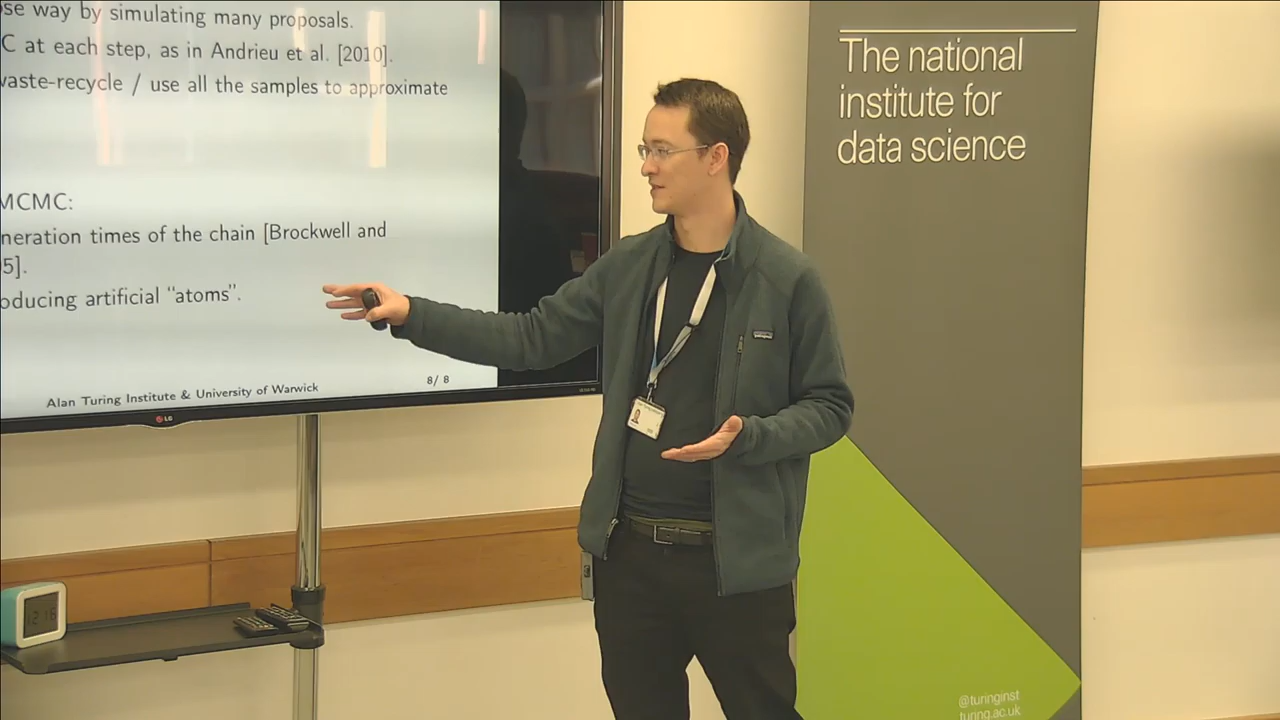 se way by simulating many proposals.
C at each step, as in Andrieu et al. [2010].
waste-recycle / use all the samples to approximate
MCMC:
neration times of the chain [Brockwell and
5].
oducing artificial “atoms”.
Alan Turing Institute & University of Warwick
8/ 8
LG
The national
institute for
data science
patagonia
12:16
@turinginst
turing.ac.uk